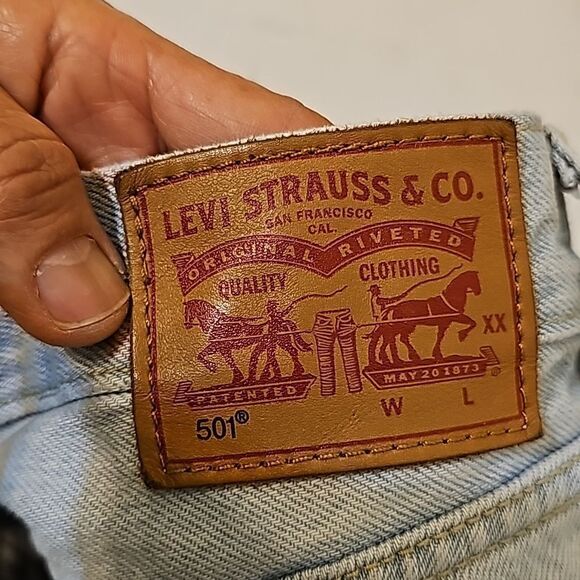 LEVI STRAUSS & CO.
SAN FRANCISCO
CAL.
ORIGINAL RIVETED
QUALITY CLOTHING
XX
PATENTED MAY 20 1873 ®
501® W L